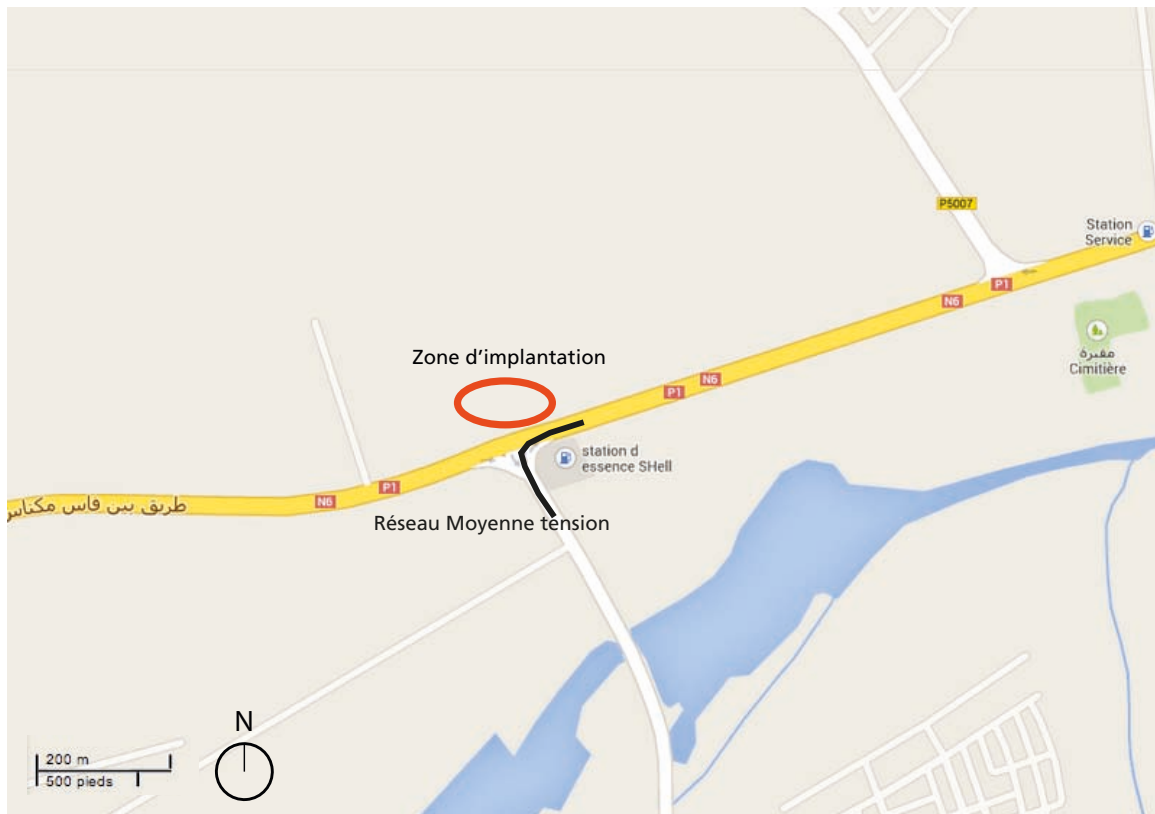 P5007
Station
Service
P1
N6
مقبرة
Cimitière
Zone d’implantation
N6
P1
station d
essence SHell
P1
N6
طريق بين فاس مكناس
Réseau Moyenne tension
N
200 m
500 pieds